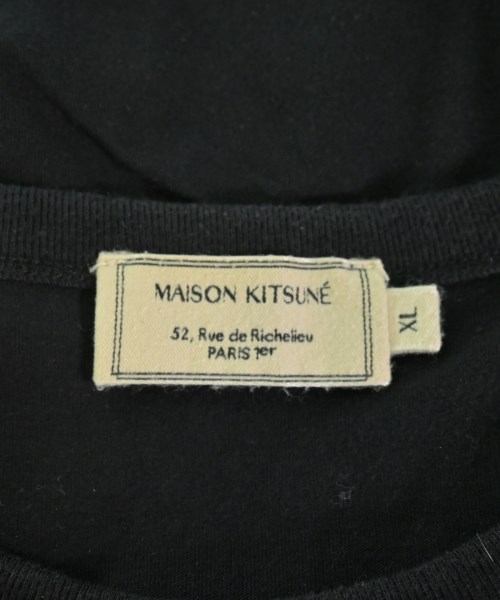 MAISON KITSUNÉ
52, Rue de Richelieu
PARIS 1er
XL